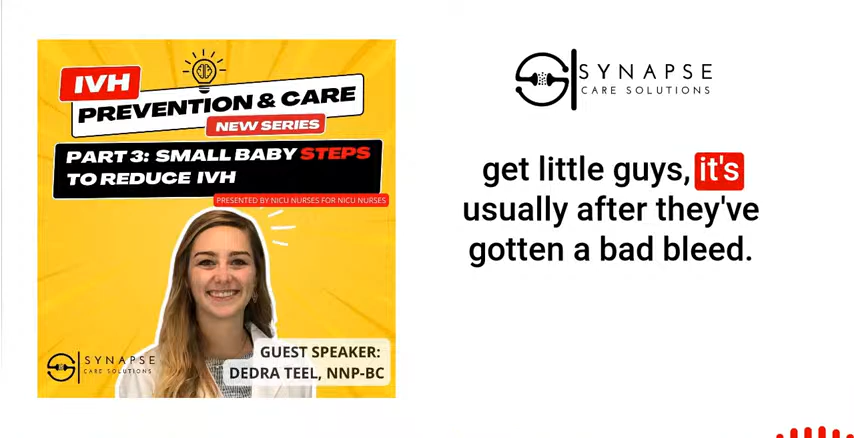 IVH
PREVENTION & CARE
NEW SERIES
PART 3: SMALL BABY STEPS
TO REDUCE IVH
PRESENTED BY NICU NURSES FOR NICU NURSES
SYNAPSE
CARE SOLUTIONS
GUEST SPEAKER:
DEDRA TEEL, NNP-BC
SYNAPSE
CARE SOLUTIONS
get little guys, it's
usually after they've
gotten a bad bleed.